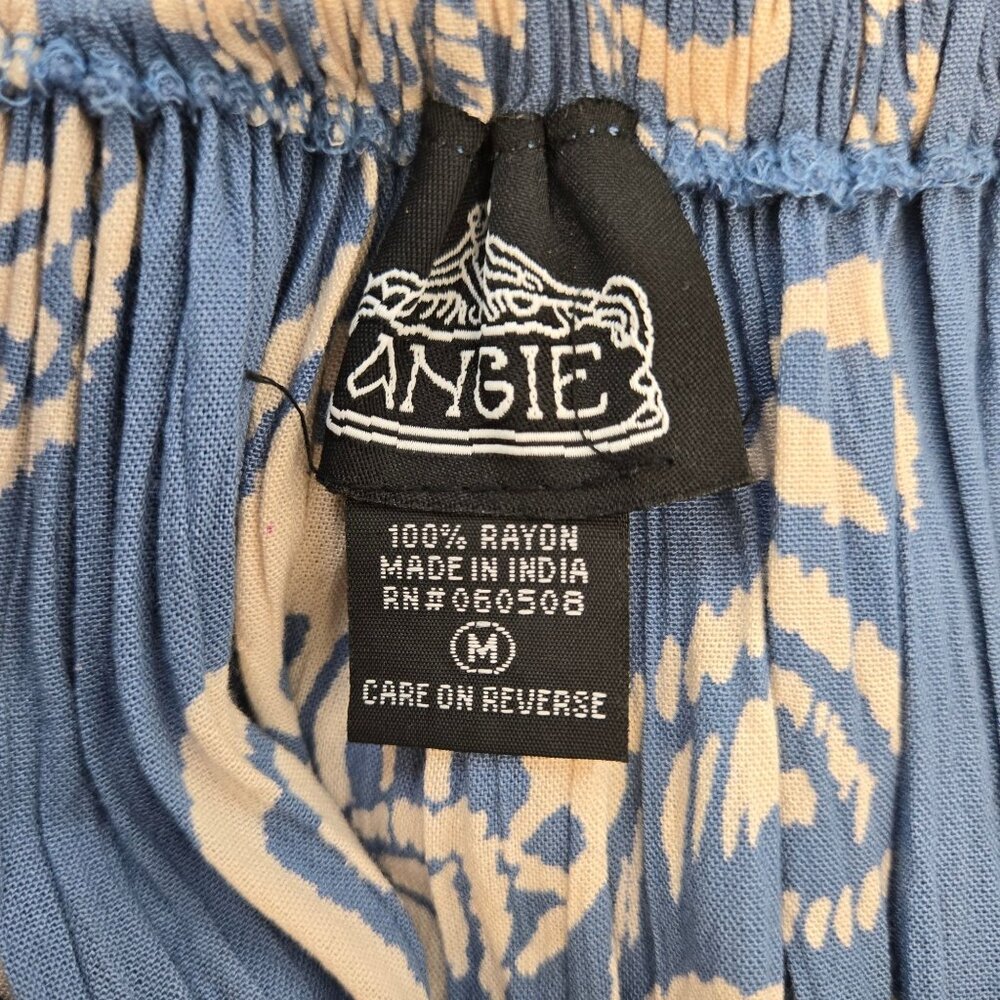 ANGIE
100% RAYON
MADE IN INDIA
RN#060508
M
CARE ON REVERSE